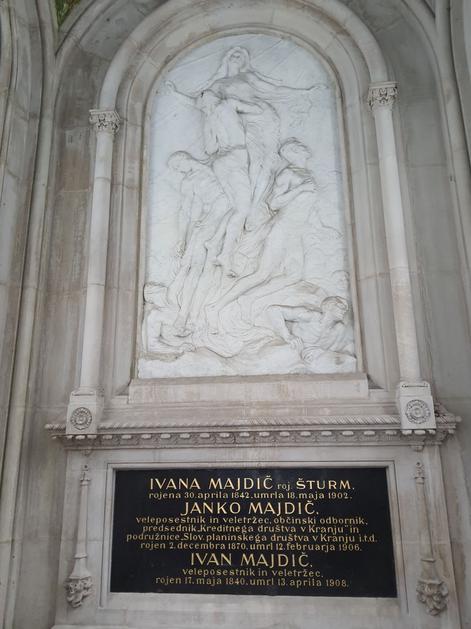 IVANA MAJDIČ roj. ŠTURM,
rojena 30. aprila 1842, umrla 18. maja 1902.
JANKO MAJDIČ,
veleposestnik in veletržec, občinski odbornik,
predsednik „Kreditnega društva v Kranju" in
podružnice „Slov. planinskega društva v Kranju i.t.d.
rojen 2. decembra 1870, umrl 12. februarja 1906.
IVAN MAJDIČ,
veleposestnik in veletržec,
rojen 17. maja 1840. umrl 13. aprila 1908.